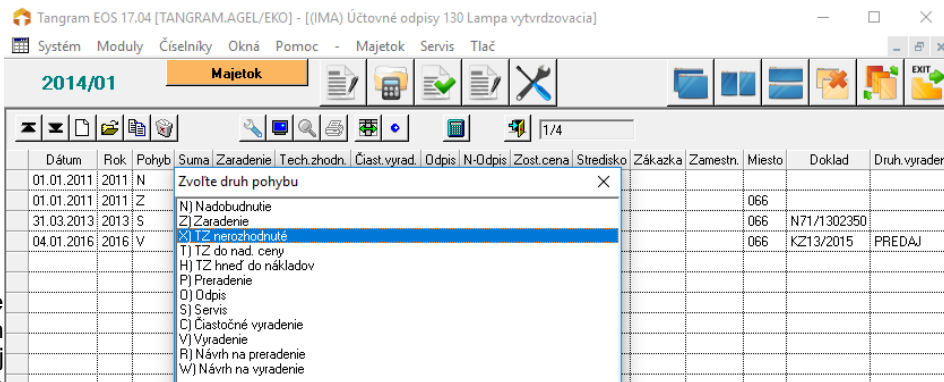 Tangram EOS 17.04 [TANGRAM.AGEL/EKO] - [(IMA) Účtovné odpisy 130 Lampa vytvrdzovacia]
Systém Moduly Číselníky Okná Pomoc - Majetok Servis Tlač
2014/01 Majetok EXIT
1/4
Dátum Rok Pohyb Suma Zaradenie Tech.zhodn. Čiast.vyrad. Odpis N-Odpis Zost.cena Stredisko Zákazka Zamestn. Miesto Doklad Druh.vyraden
01.01.2011 2011 N
01.01.2011 2011 Z 066
31.03.2013 2013 S 066 N71/1302350
04.01.2016 2016 V 066 KZ13/2015 PREDAJ
Zvoľte druh pohybu
N) Nadobudnutie
Z) Zaradenie
X) TZ nerozhodnuté
T) TZ do nad. ceny
H) TZ hneď do nákladov
P) Preradenie
O) Odpis
S) Servis
C) Čiastočné vyradenie
V) Vyradenie
R) Návrh na preradenie
W) Návrh na vyradenie